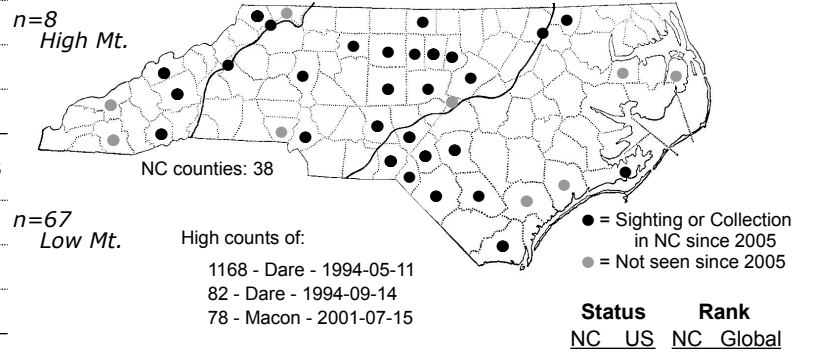 n=8
High Mt.
NC counties: 38
n=67
Low Mt.
High counts of:
1168 - Dare - 1994-05-11
82 - Dare - 1994-09-14
78 - Macon - 2001-07-15
= Sighting or Collection
in NC since 2005
= Not seen since 2005
Status Rank
NC US NC Global